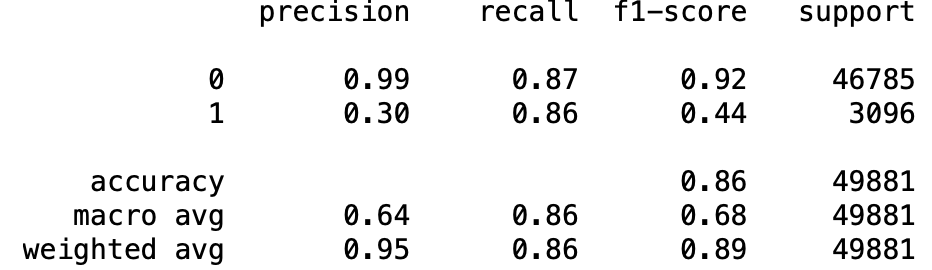 precision recall f1-score support
0 0.99 0.87 0.92 46785
1 0.30 0.86 0.44 3096
accuracy 0.86 49881
macro avg 0.64 0.86 0.68 49881
weighted avg 0.95 0.86 0.89 49881